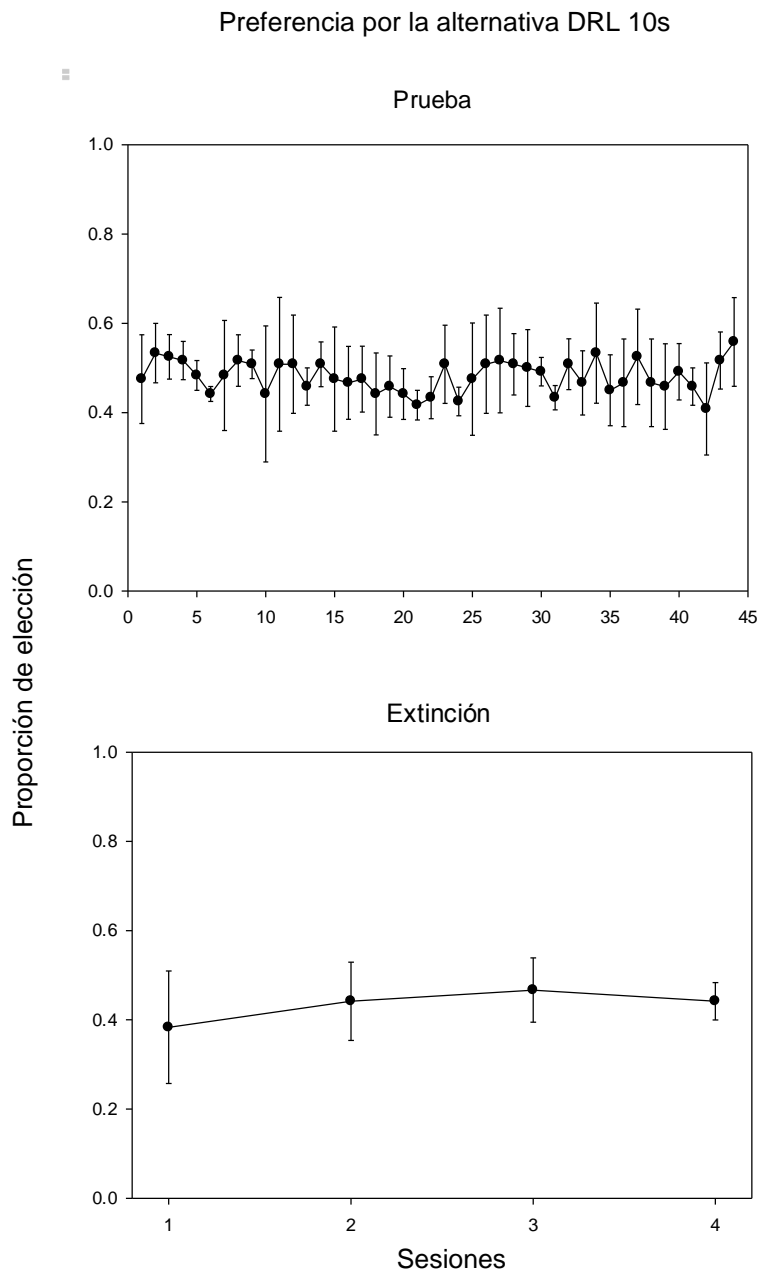 Preferencia por la alternativa DRL 10s
Prueba
1.0
0.8
0.6
0.4
0.2
0.0
0 5 10 15 20 25 30 35 40 45
Proporción de elección
Extinción
1.0
0.8
0.6
0.4
0.2
0.0
1 2 3 4
Sesiones